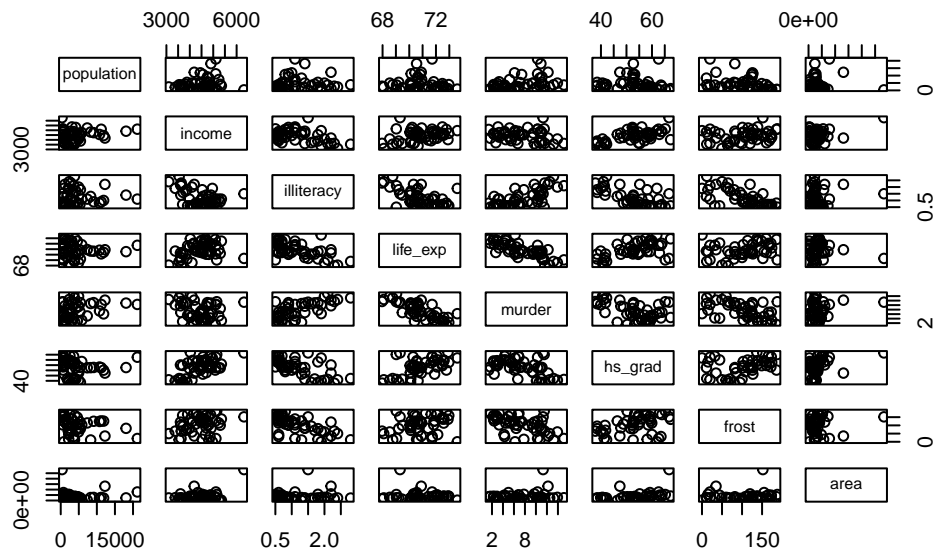 3000 6000
68 72
40 60
0e+00
population
0
3000
income
illiteracy
0.5
68
life_exp
murder
2
40
hs_grad
frost
0
0e+00
area
0 15000
0.5 2.0
2 8
0 150